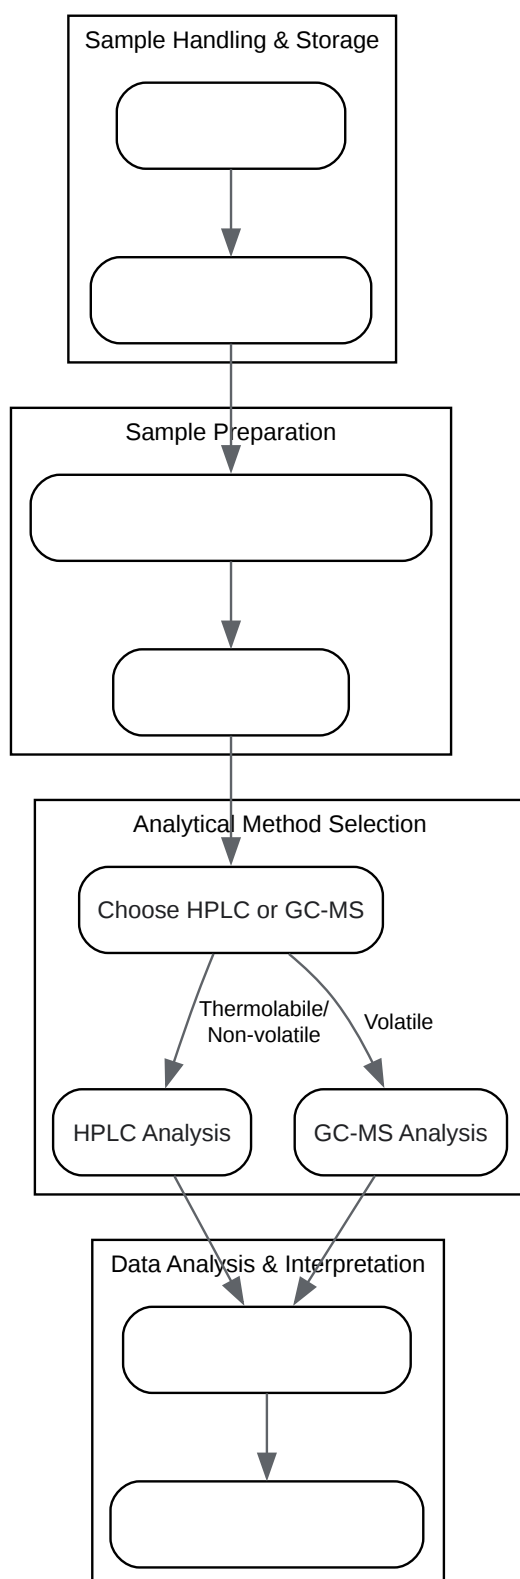 Sample Handling & Storage
Sample Preparation
Analytical Method Selection
Choose HPLC or GC-MS
Thermolabile/
Non-volatile
Volatile
HPLC Analysis
GC-MS Analysis
Data Analysis & Interpretation